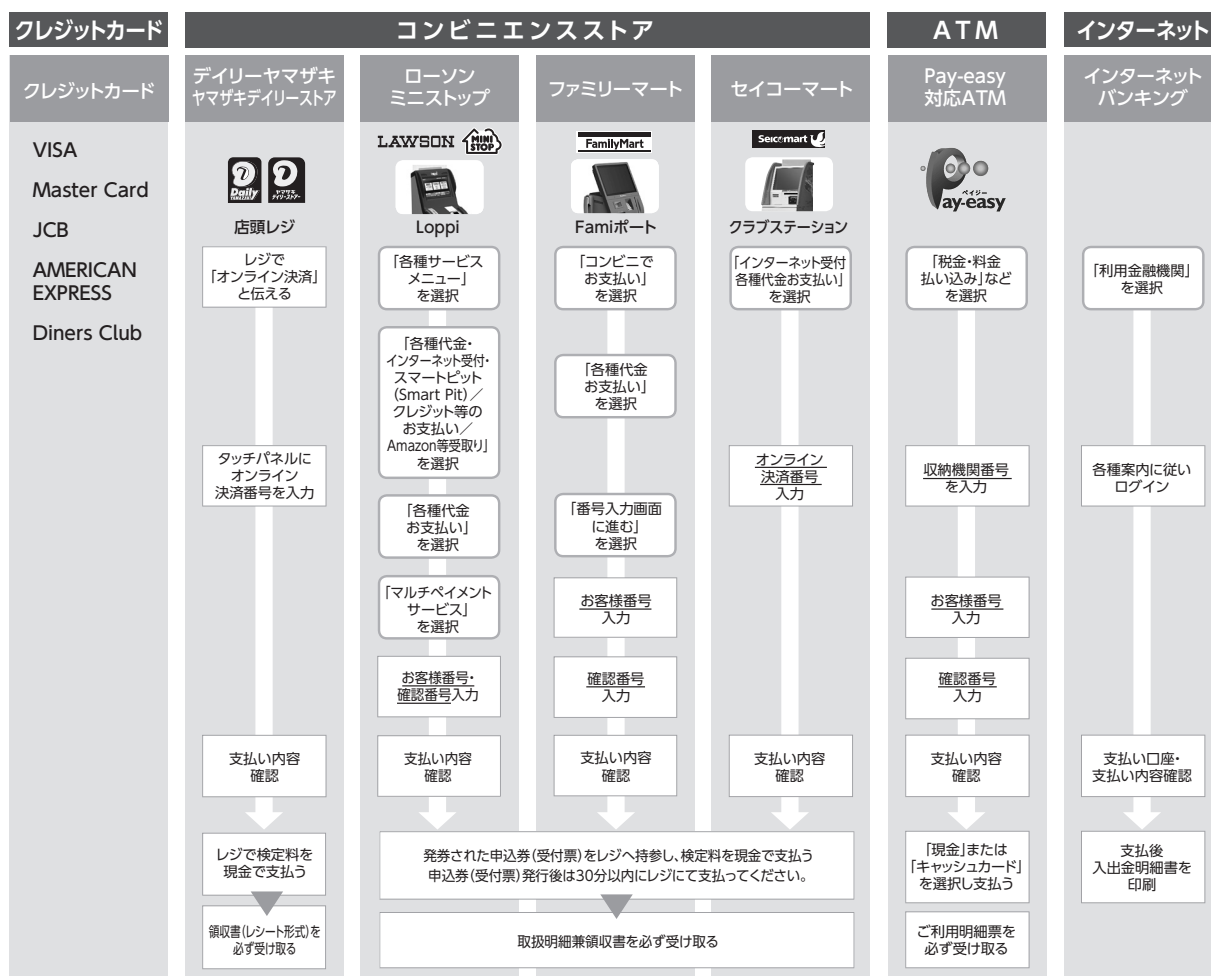 クレジットカード
コンビニエンスストア
ATM
インターネット
クレジットカード
デイリーヤマザキ
ヤマザキデイリーストア
ローソン
ミニストップ
ファミリーマート
セイコーマート
Pay-easy
対応ATM
インターネット
バンキング
VISA
Master Card
JCB
AMERICAN
EXPRESS
Diners Club
Daily
YAMAZAKI
ヤマザキ
デイリーストアー
店頭レジ
レジで
「オンライン決済」
と伝える
タッチパネルに
オンライン
決済番号を入力
支払い内容
確認
レジで検定料を
現金で支払う
領収書(レシート形式)を
必ず受け取る
LAWSON
MINI
STOP
Loppi
「各種サービス
メニュー」
を選択
「各種代金・
インターネット受付・
スマートピット
(Smart Pit)/
クレジット等の
お支払い/
Amazon等受取り」
を選択
「各種代金
お支払い」
を選択
「マルチペイメント
サービス」
を選択
お客様番号・
確認番号入力
支払い内容
確認
FamilyMart
Famiポート
「コンビニで
お支払い」
を選択
「各種代金
お支払い」
を選択
「番号入力画面
に進む」
を選択
お客様番号
入力
確認番号
入力
支払い内容
確認
Seicomart
クラブステーション
「インターネット受付
各種代金お支払い」
を選択
オンライン
決済番号
入力
支払い内容
確認
発券された申込券(受付票)をレジへ持参し、検定料を現金で支払う
申込券(受付票)発行後は30分以内にレジにて支払ってください。
取扱明細兼領収書を必ず受け取る
ペイジー
Pay-easy
「税金・料金
払い込み」など
を選択
収納機関番号
を入力
お客様番号
入力
確認番号
入力
支払い内容
確認
「現金」または
「キャッシュカード」
を選択し支払う
ご利用明細票を
必ず受け取る
「利用金融機関」
を選択
各種案内に従い
ログイン
支払い口座・
支払い内容確認
支払後
入出金明細書を
印刷